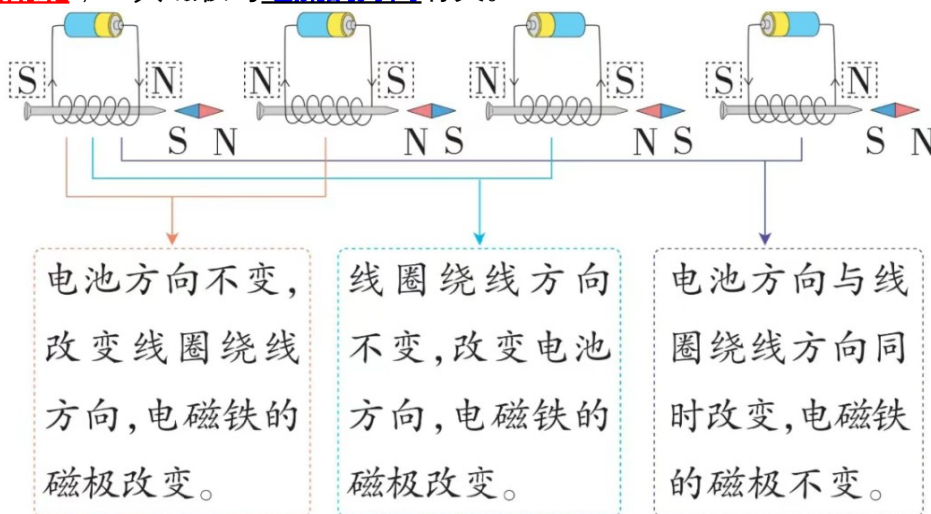 S N N S N S S N
S N N S N S S N
电池方向不变,
改变线圈绕线
方向,电磁铁的
磁极改变。
线圈绕线方向
不变,改变电池
方向,电磁铁的
磁极改变。
电池方向与线
圈绕线方向同
时改变,电磁铁
的磁极不变。